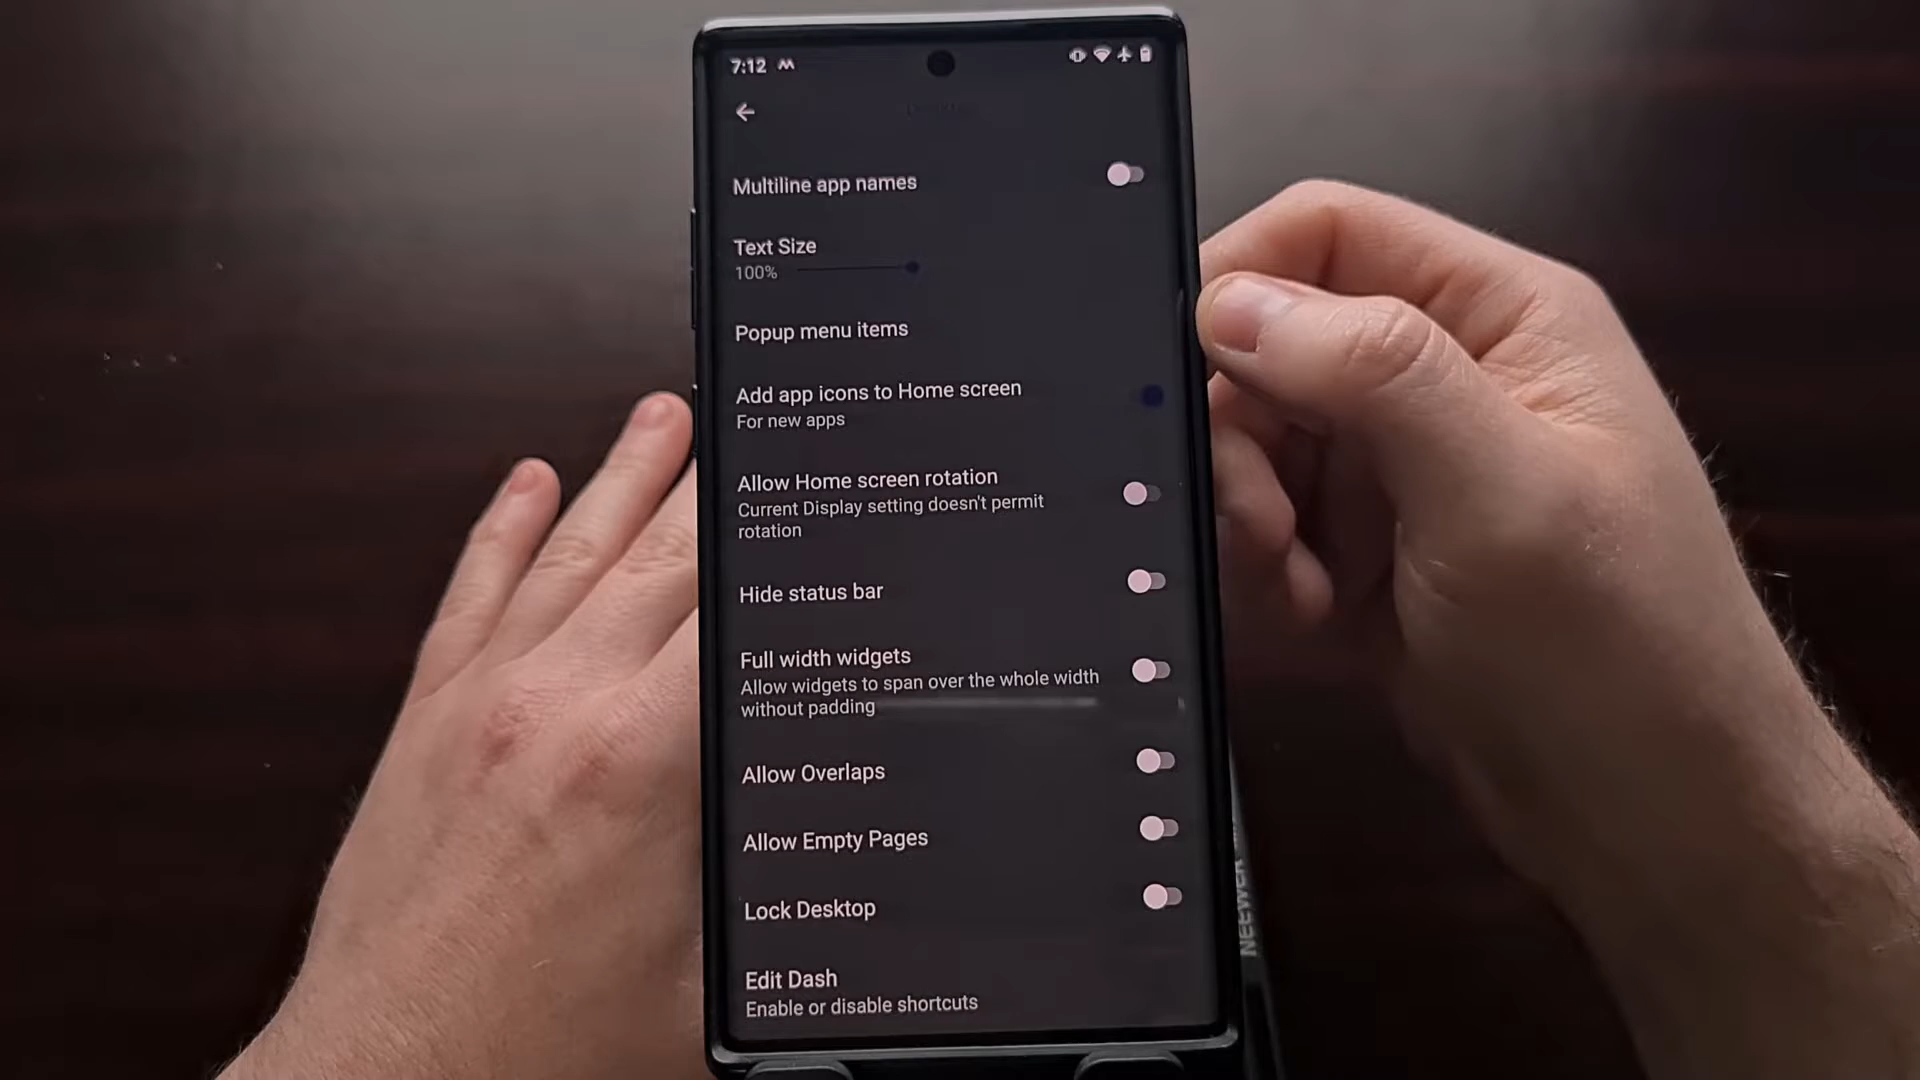 7:12
Multiline app names
Text Size
100%
Popup menu items
Add app icons to Home screen
For new apps
Allow Home screen rotation
Current Display setting doesn't permit
rotation
Hide status bar
Full width widgets
Allow widgets to span over the whole width
without padding
Allow Overlaps
Allow Empty Pages
Lock Desktop
Edit Dash
Enable or disable shortcuts
NEEWER